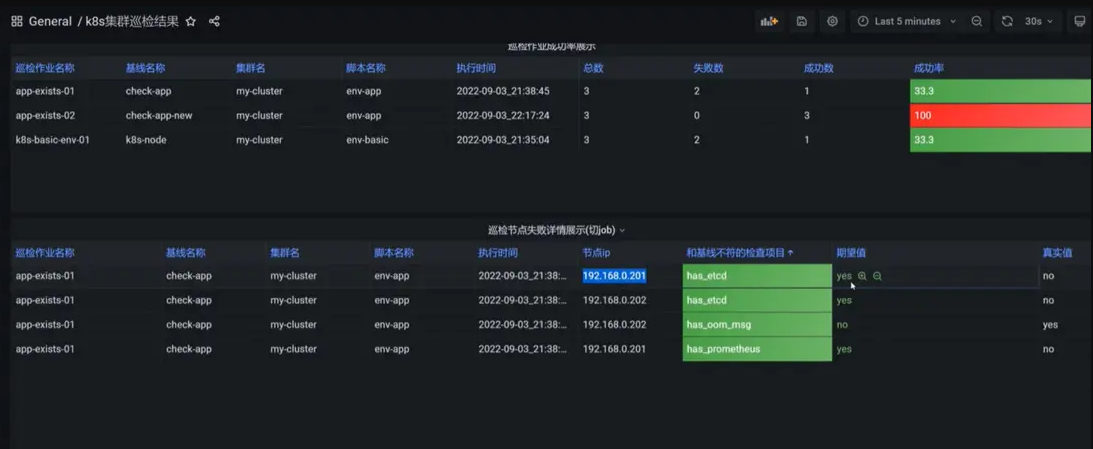 General / k8s集群巡检结果 Last 5 minutes 30s
巡检作业成功率展示
巡检作业名称 基线名称 集群名 脚本名称 执行时间 总数 失败数 成功数 成功率
app-exists-01 check-app my-cluster env-app 2022-09-03_21:38:45 3 2 1 33.3
app-exists-02 check-app-new my-cluster env-app 2022-09-03_22:17:24 3 0 3 100
k8s-basic-env-01 k8s-node my-cluster env-basic 2022-09-03_21:35:04 3 2 1 33.3
巡检节点失败详情展示(切job)
巡检作业名称 基线名称 集群名 脚本名称 执行时间 节点ip 和基线不符的检查项目 期望值 真实值
app-exists-01 check-app my-cluster env-app 2022-09-03_21:38:... 192.168.0.201 has_etcd yes no
app-exists-01 check-app my-cluster env-app 2022-09-03_21:38:... 192.168.0.202 has_etcd yes no
app-exists-01 check-app my-cluster env-app 2022-09-03_21:38:... 192.168.0.202 has_oom_msg no yes
app-exists-01 check-app my-cluster env-app 2022-09-03_21:38:... 192.168.0.201 has_prometheus yes no